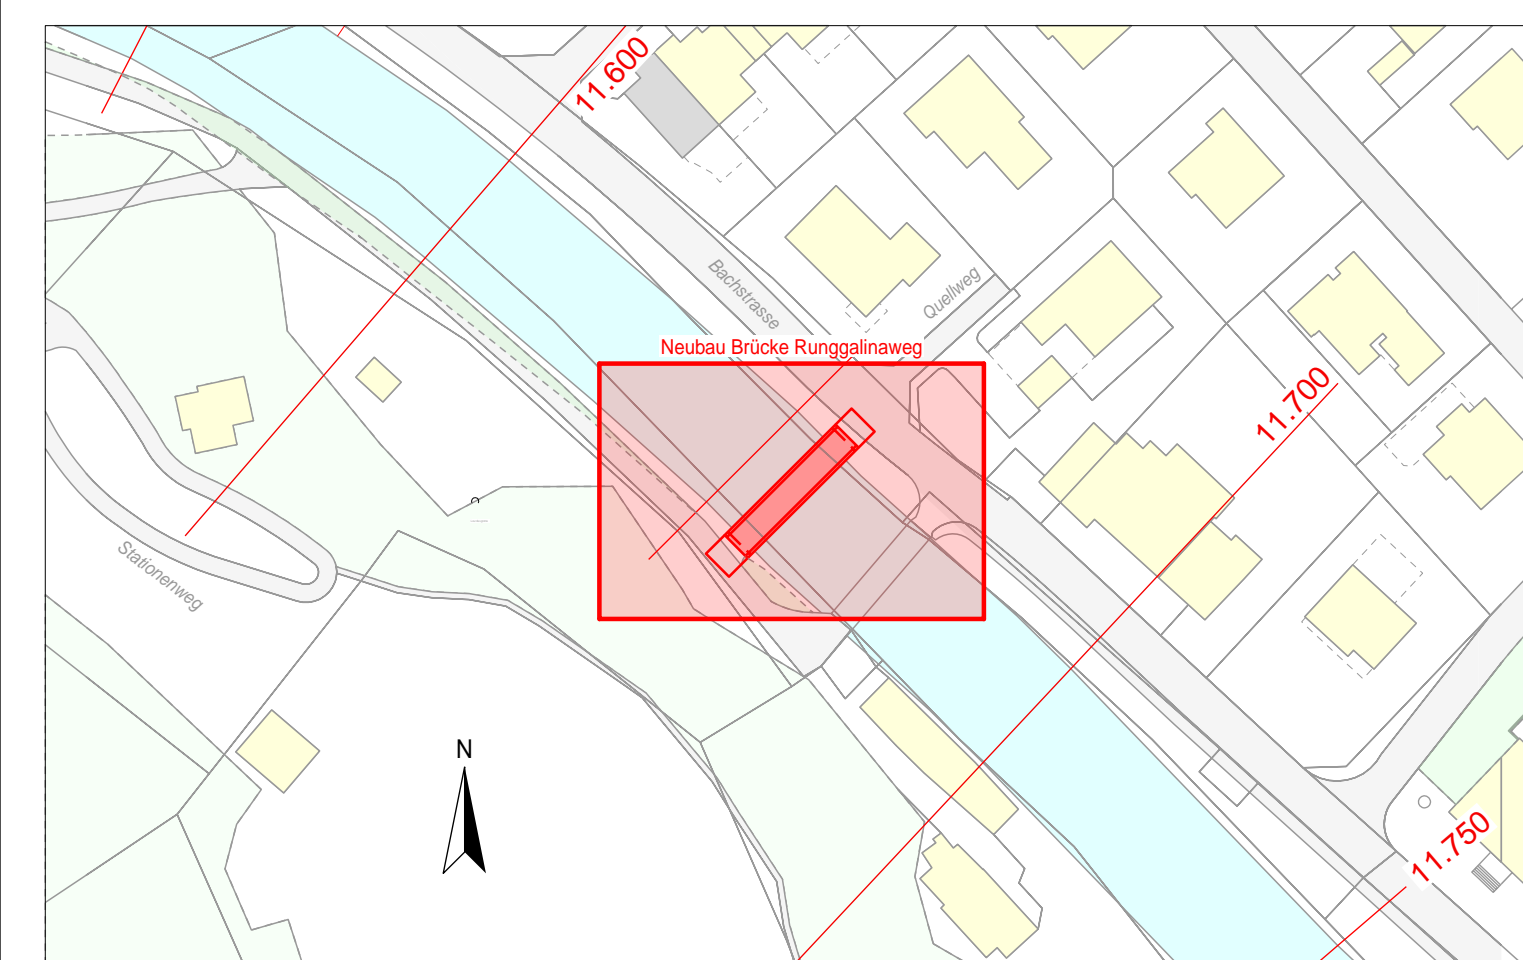 11.600
Bachstrasse
Quellweg
Neubau Brücke Runggalinaweg
11.700
Stationenweg
N
11.750